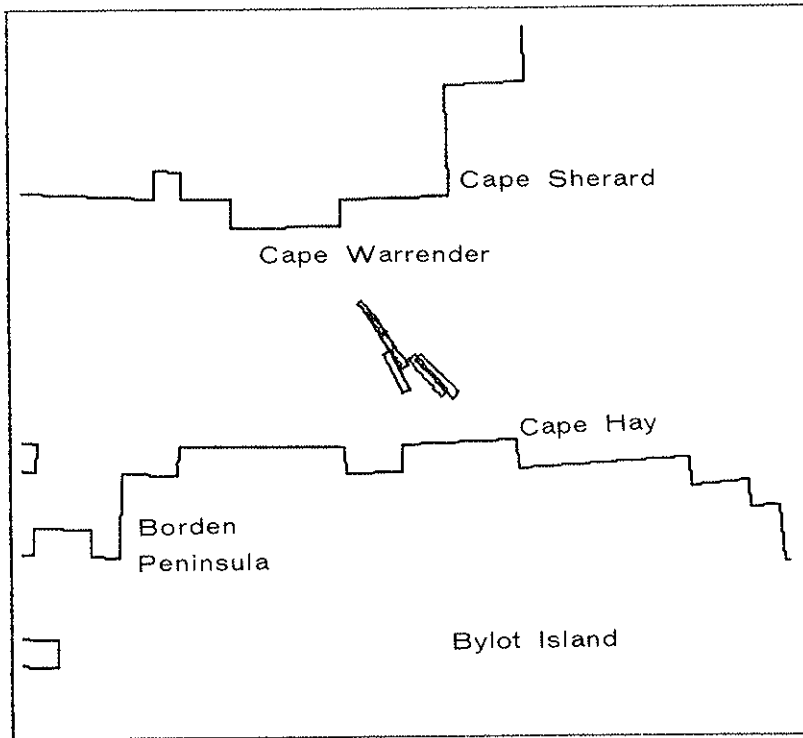 Cape Sherard
Cape Warrender
Cape Hay
Borden
Peninsula
Bylot Island